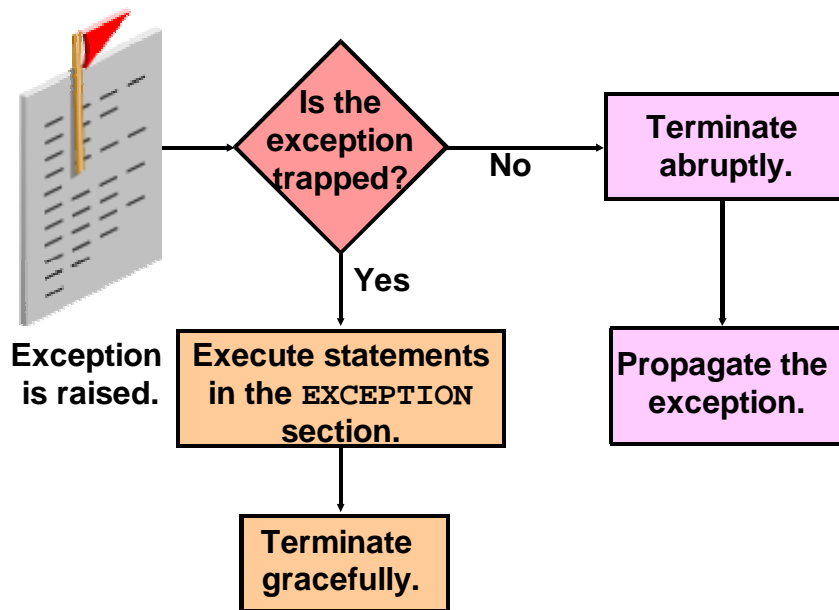 Exception
is raised.
Is the
exception
trapped?
No
Terminate
abruptly.
Propagate the
exception.
Yes
Execute statements
in the EXCEPTION
section.
Terminate
gracefully.